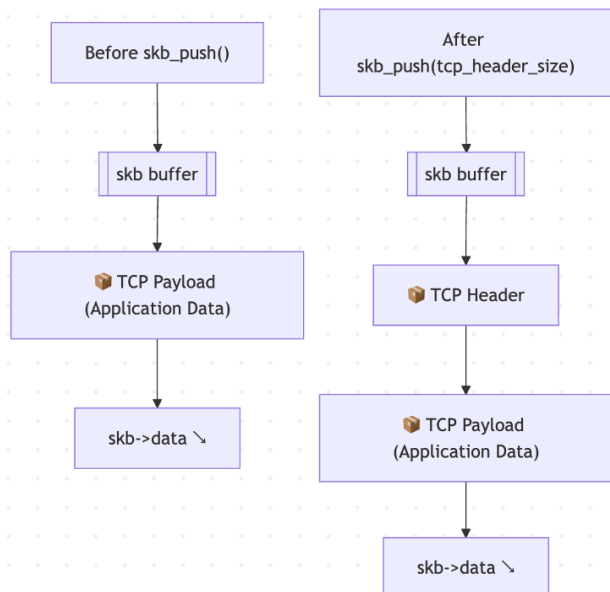 Before skb_push()
skb buffer
📦 TCP Payload
(Application Data)
skb->data ↘
After
skb_push(tcp_header_size)
skb buffer
📦 TCP Header
📦 TCP Payload
(Application Data)
skb->data ↘